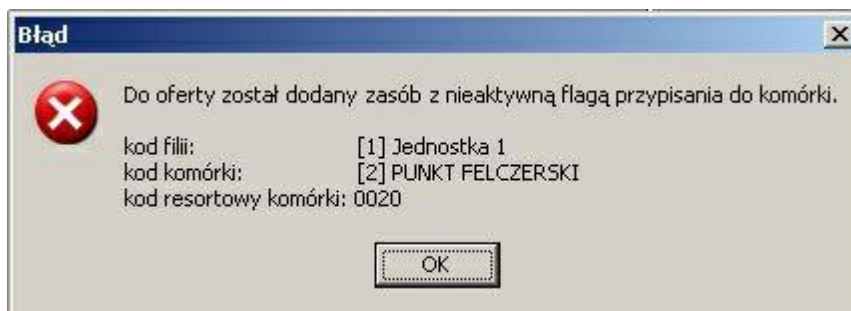 Błąd
Do oferty został dodany zasób z nieaktywną flagą przypisania do komórki.
kod filii: [1] Jednostka 1
kod komórki: [2] PUNKT FELCZERSKI
kod resortowy komórki: 0020
OK